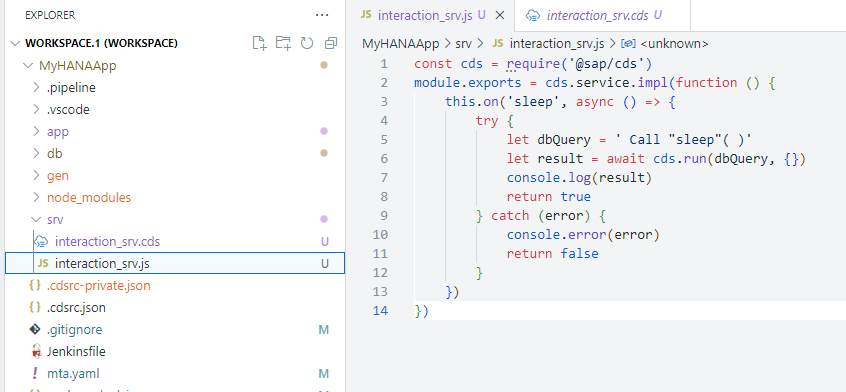 EXPLORER
···
WORKSPACE.1 (WORKSPACE)
MyHANAApp
.pipeline
.vscode
app
db
gen
node_modules
srv
interaction_srv.cds U
JS interaction_srv.js U
{} .cdsrc-private.json
{} .cdsrc.json
.gitignore M
Jenkinsfile
! mta.yaml M
JS interaction_srv.js U
interaction_srv.cds U
MyHANAApp > srv > JS interaction_srv.js > <unknown>
1 const cds = require('@sap/cds')
2 module.exports = cds.service.impl(function () {
3 this.on('sleep', async () => {
4 try {
5 let dbQuery = ' Call "sleep"( )'
6 let result = await cds.run(dbQuery, {})
7 console.log(result)
8 return true
9 } catch (error) {
10 console.error(error)
11 return false
12 }
13 })
14 })